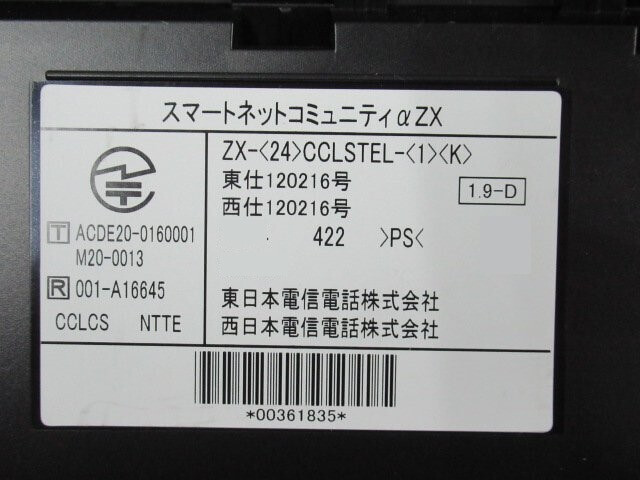 スマートネットコミュニティαZX
T ACDE20-0160001
M20-0013
R 001-A16645
CCLCS NTTE
ZX-<24>CCLSTEL-<1><K>
東仕120216号
西仕120216号
1.9-D
422 >PS<
東日本電信電話株式会社
西日本電信電話株式会社
*00361835*